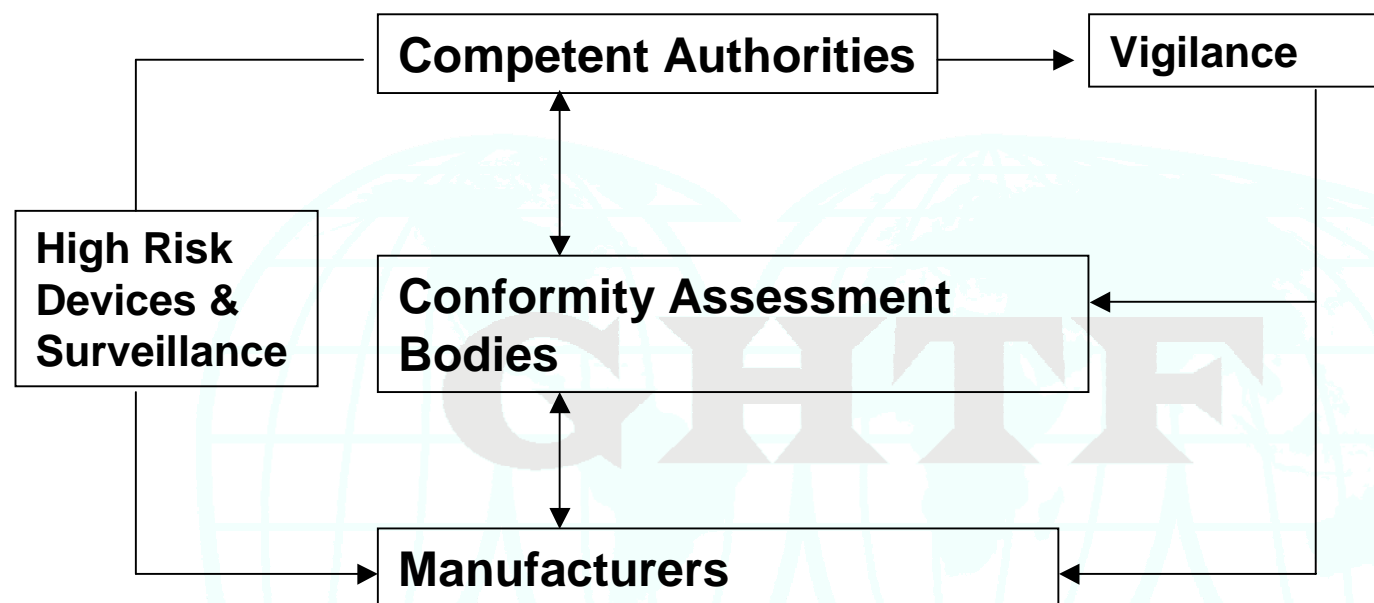 Competent Authorities
Vigilance
High Risk
Devices &
Surveillance
Conformity Assessment
Bodies
GHTF
Manufacturers